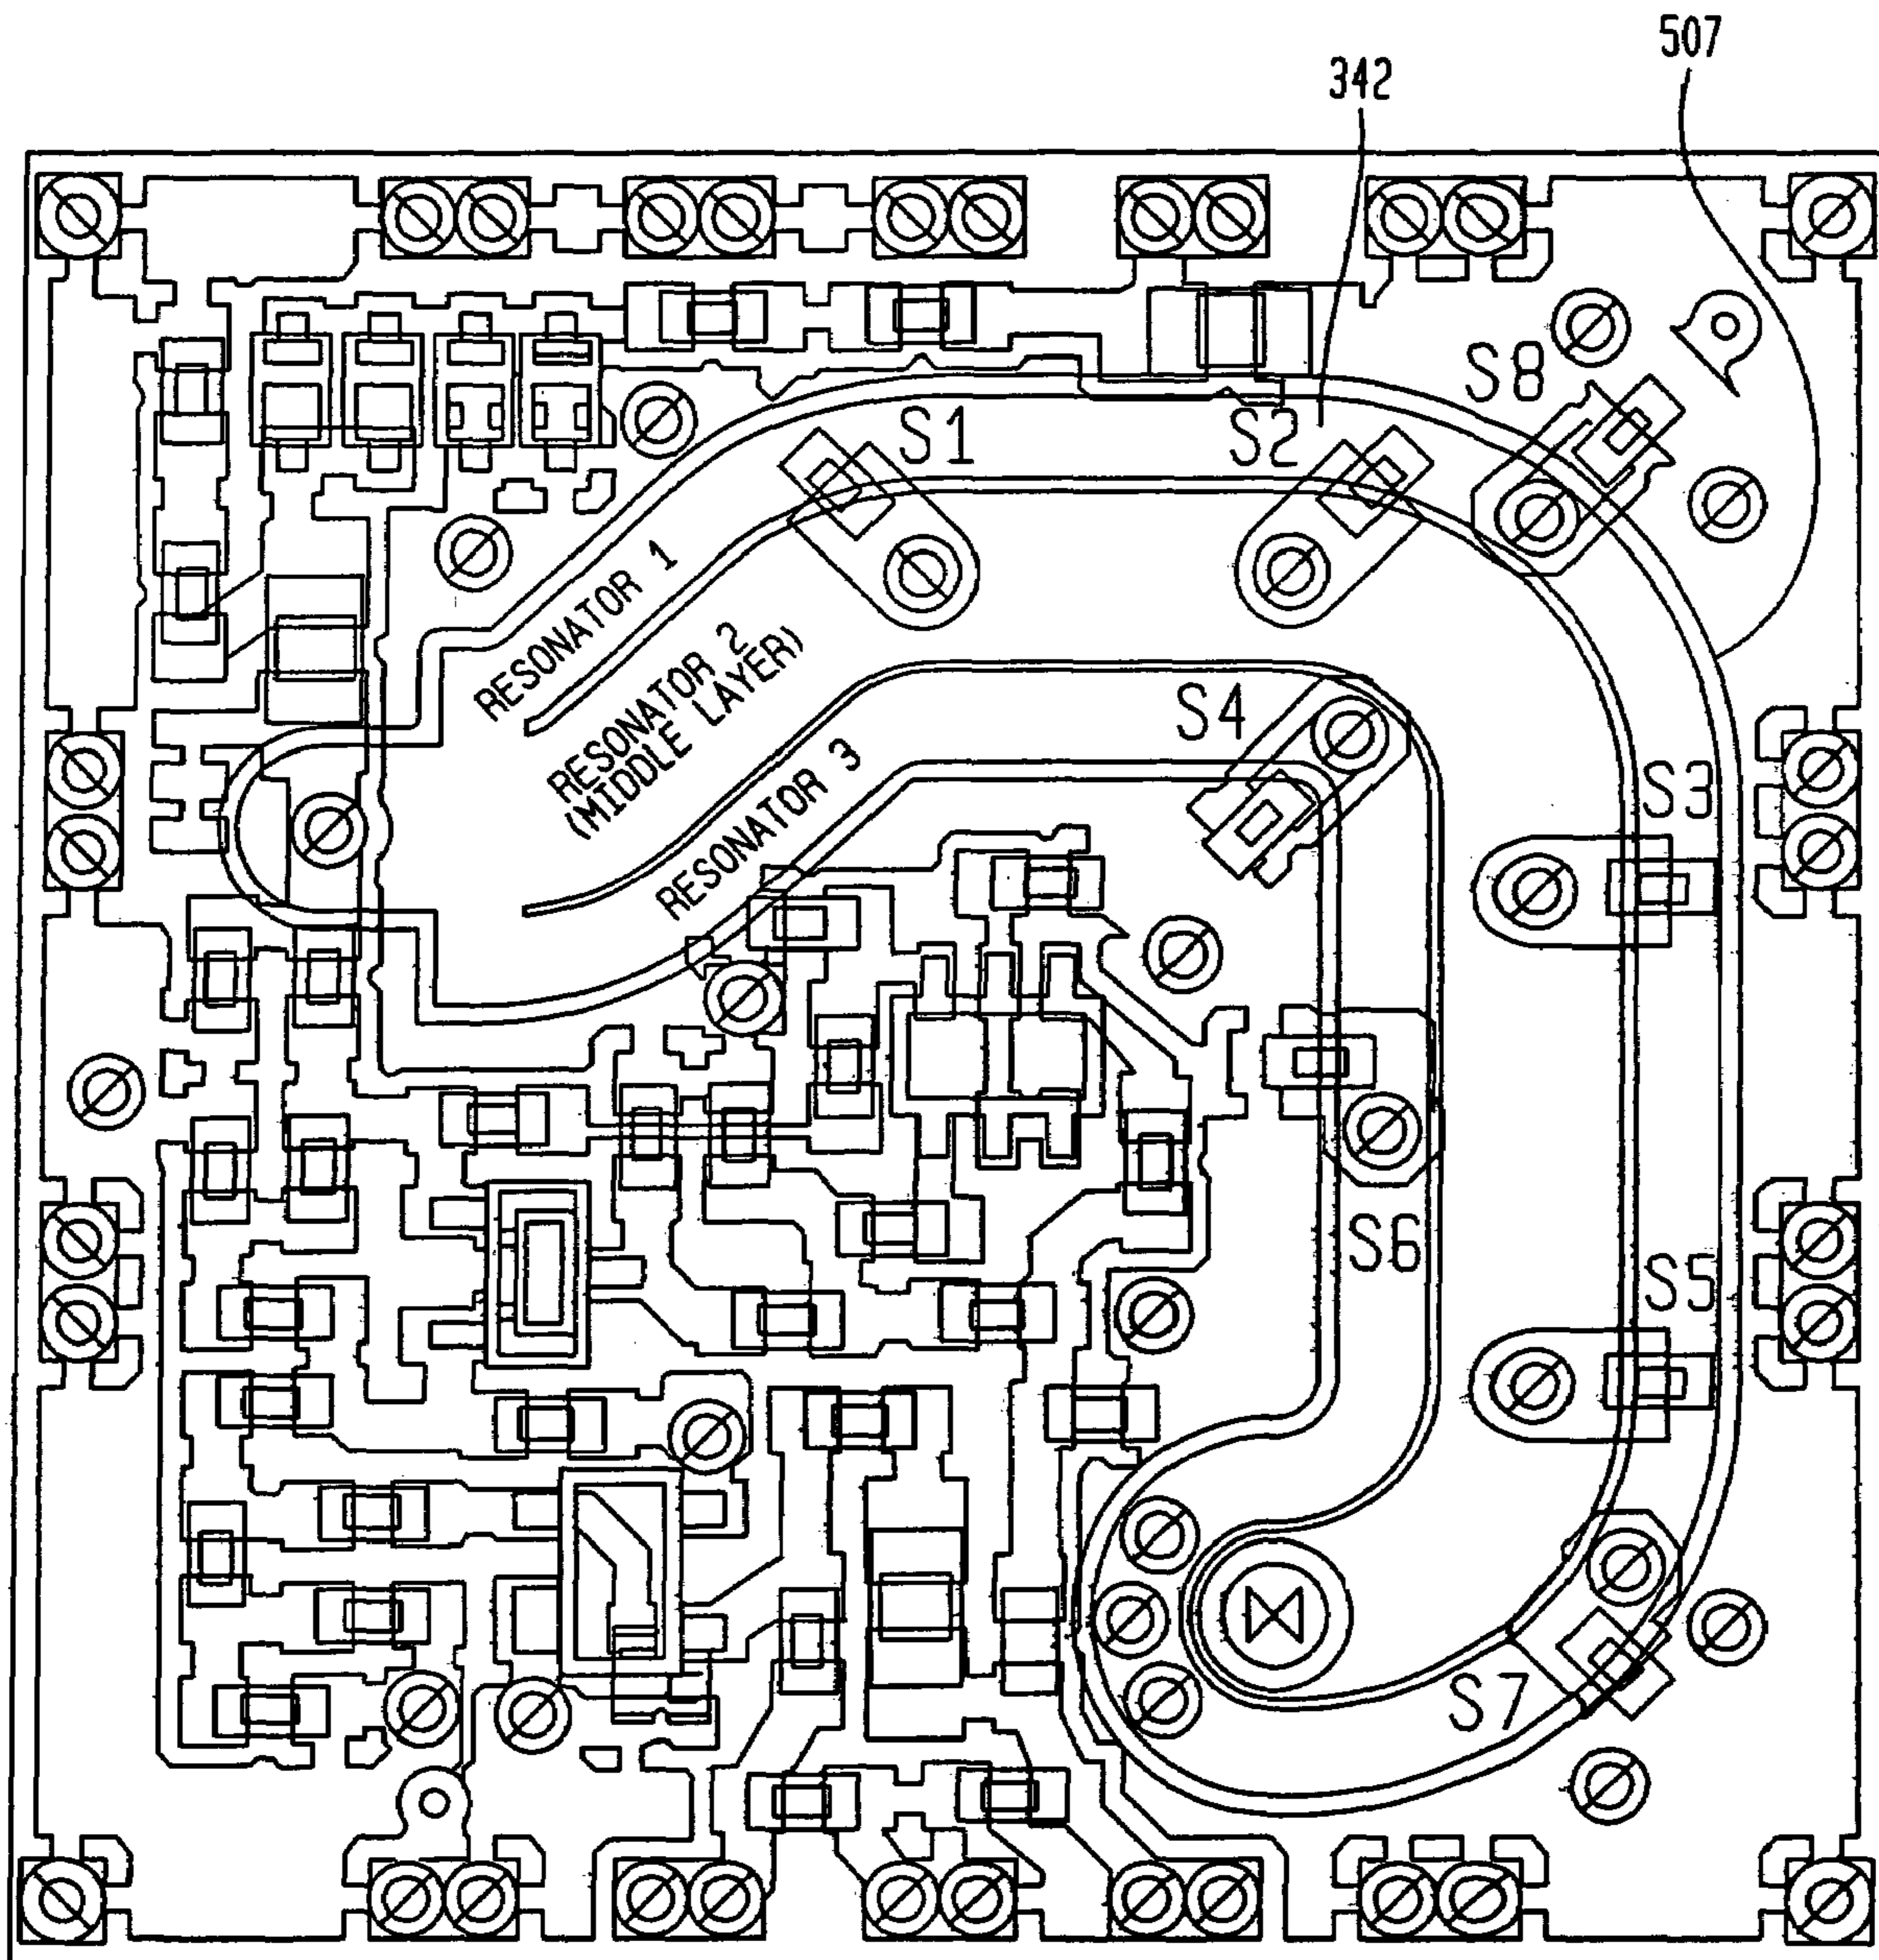 507
342
S8
S1
S2
RESONATOR 1
RESONATOR 2
(MIDDLE LAYER)
S4
RESONATOR 3
S3
S6
S5
S7